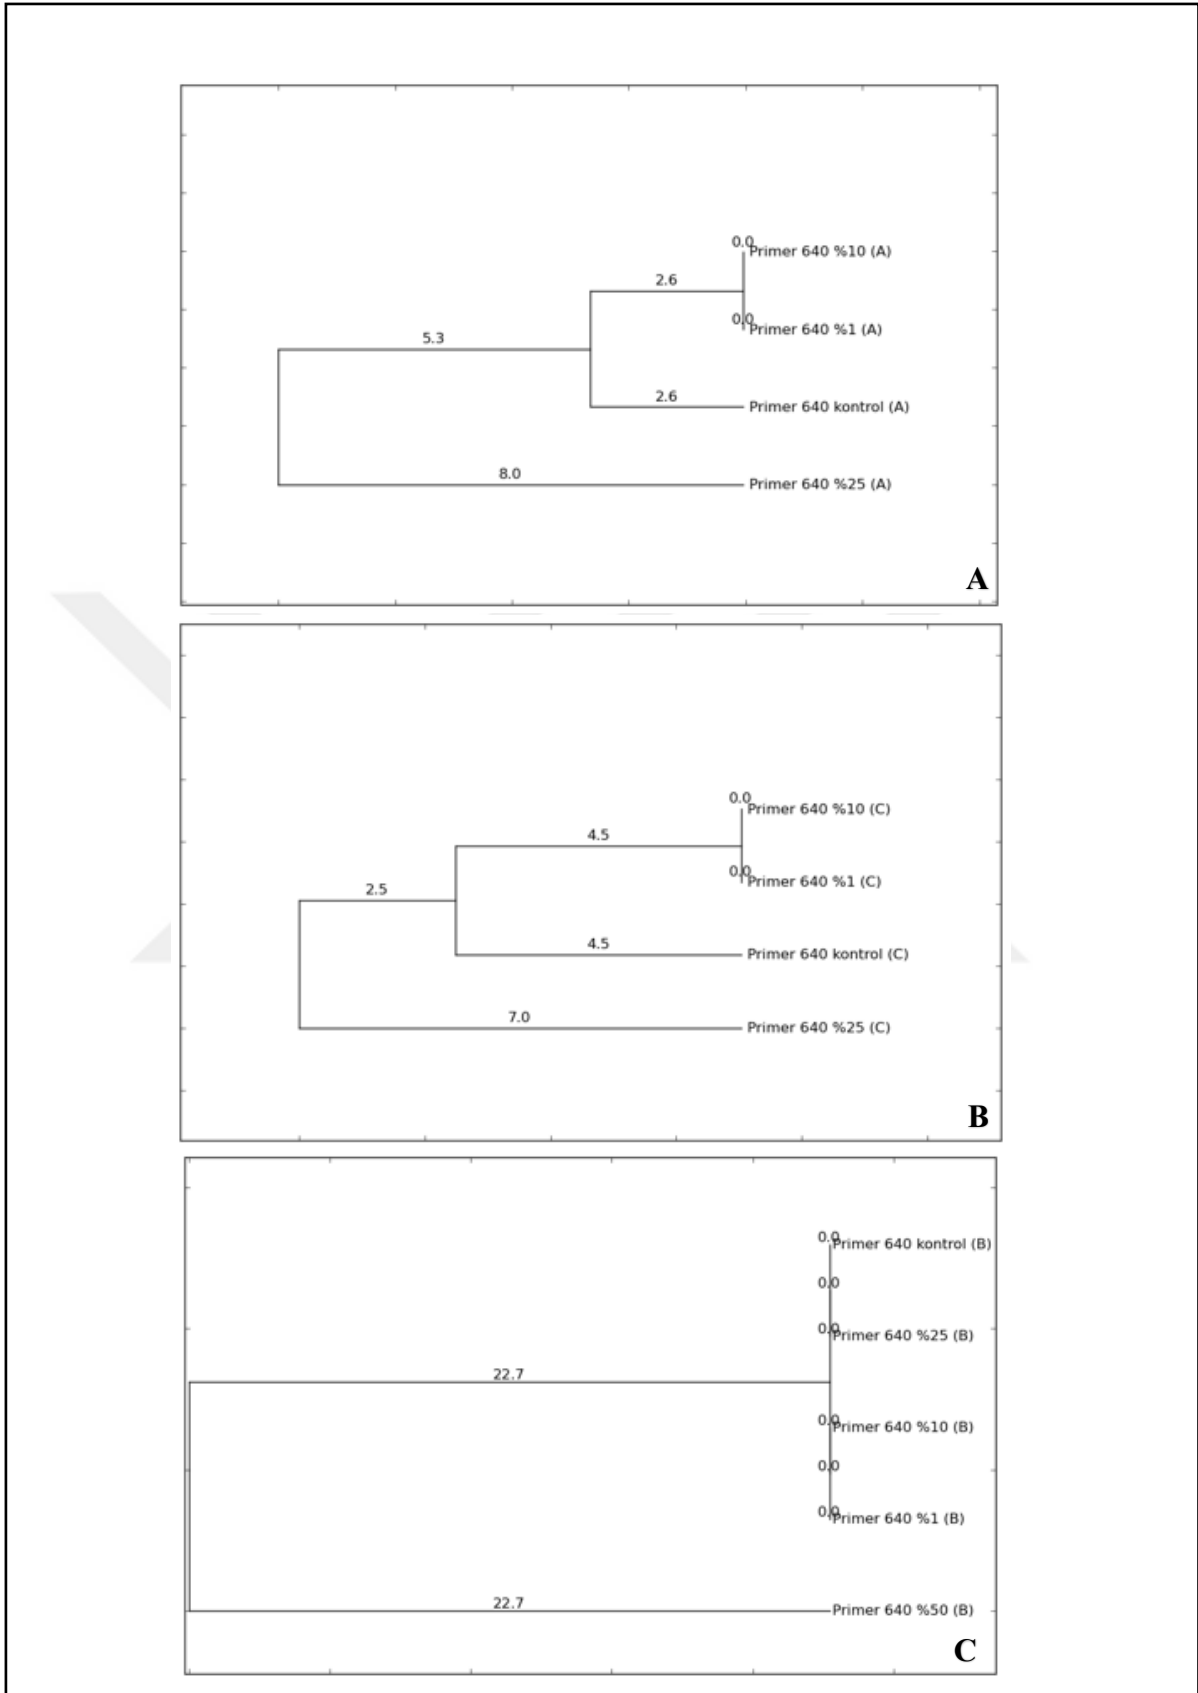 0.0
Primer 640 %10 (A)
2.6
0.0
Primer 640 %1 (A)
5.3
2.6
Primer 640 kontrol (A)
8.0
Primer 640 %25 (A)
A
0.0
Primer 640 %10 (C)
4.5
0.0
Primer 640 %1 (C)
2.5
4.5
Primer 640 kontrol (C)
7.0
Primer 640 %25 (C)
B
0.0
Primer 640 kontrol (B)
0.0
0.0
Primer 640 %25 (B)
22.7
0.0
Primer 640 %10 (B)
0.0
0.0
Primer 640 %1 (B)
22.7
Primer 640 %50 (B)
C